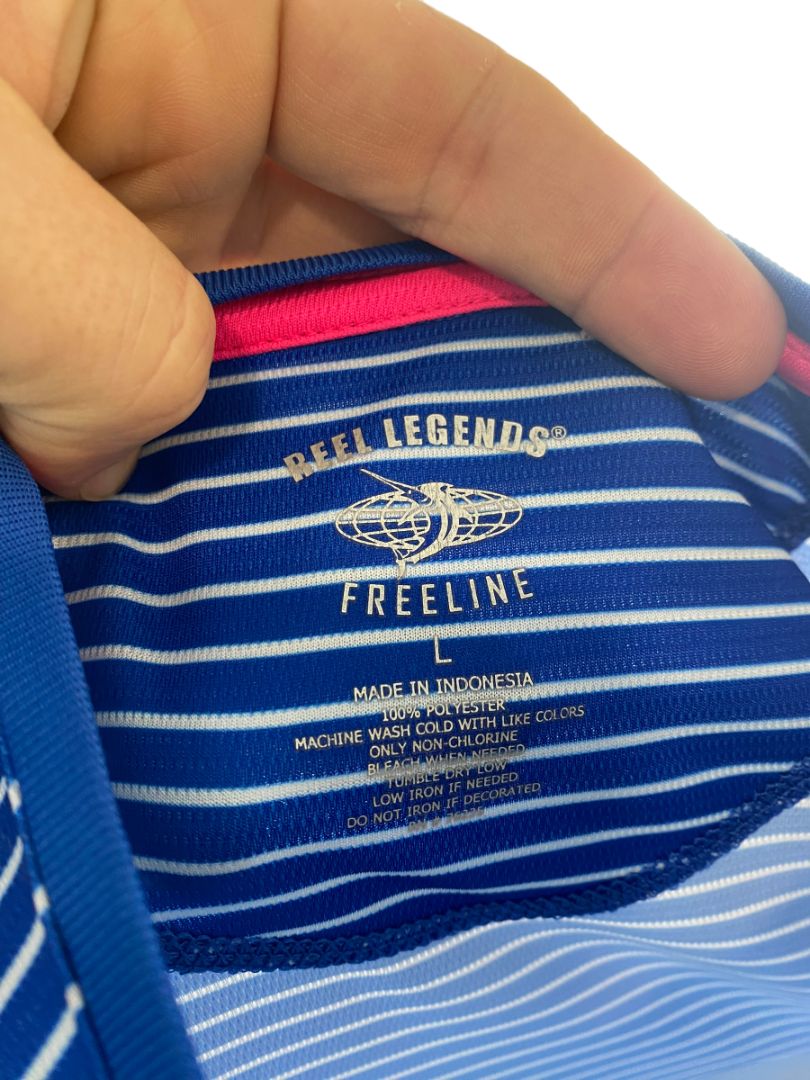 REEL LEGENDS®
FREELINE
L
MADE IN INDONESIA
100% POLYESTER
MACHINE WASH COLD WITH LIKE COLORS
ONLY NON-CHLORINE
BLEACH WHEN NEEDED
TUMBLE DRY LOW
LOW IRON IF NEEDED
DO NOT IRON IF DECORATED
RN #